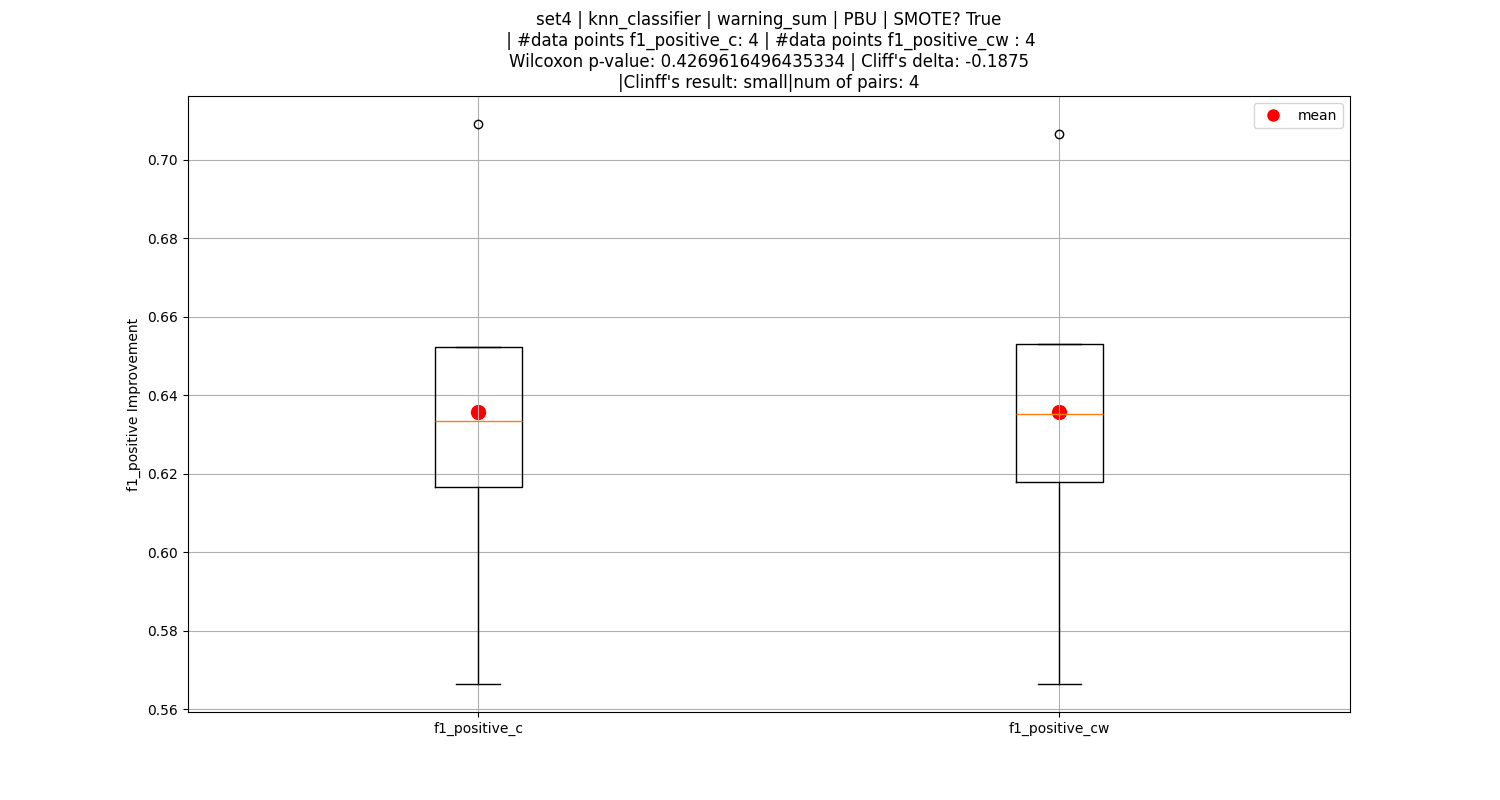 set4 | knn_classifier | warning_sum | PBU | SMOTE? True
| #data points f1_positive_c: 4 | #data points f1_positive_cw : 4
Wilcoxon p-value: 0.4269616496435334 | Cliff's delta: -0.1875
|Clinff's result: small|num of pairs: 4
mean
f1_positive Improvement
0.70
0.68
0.66
0.64
0.62
0.60
0.58
0.56
f1_positive_c
f1_positive_cw